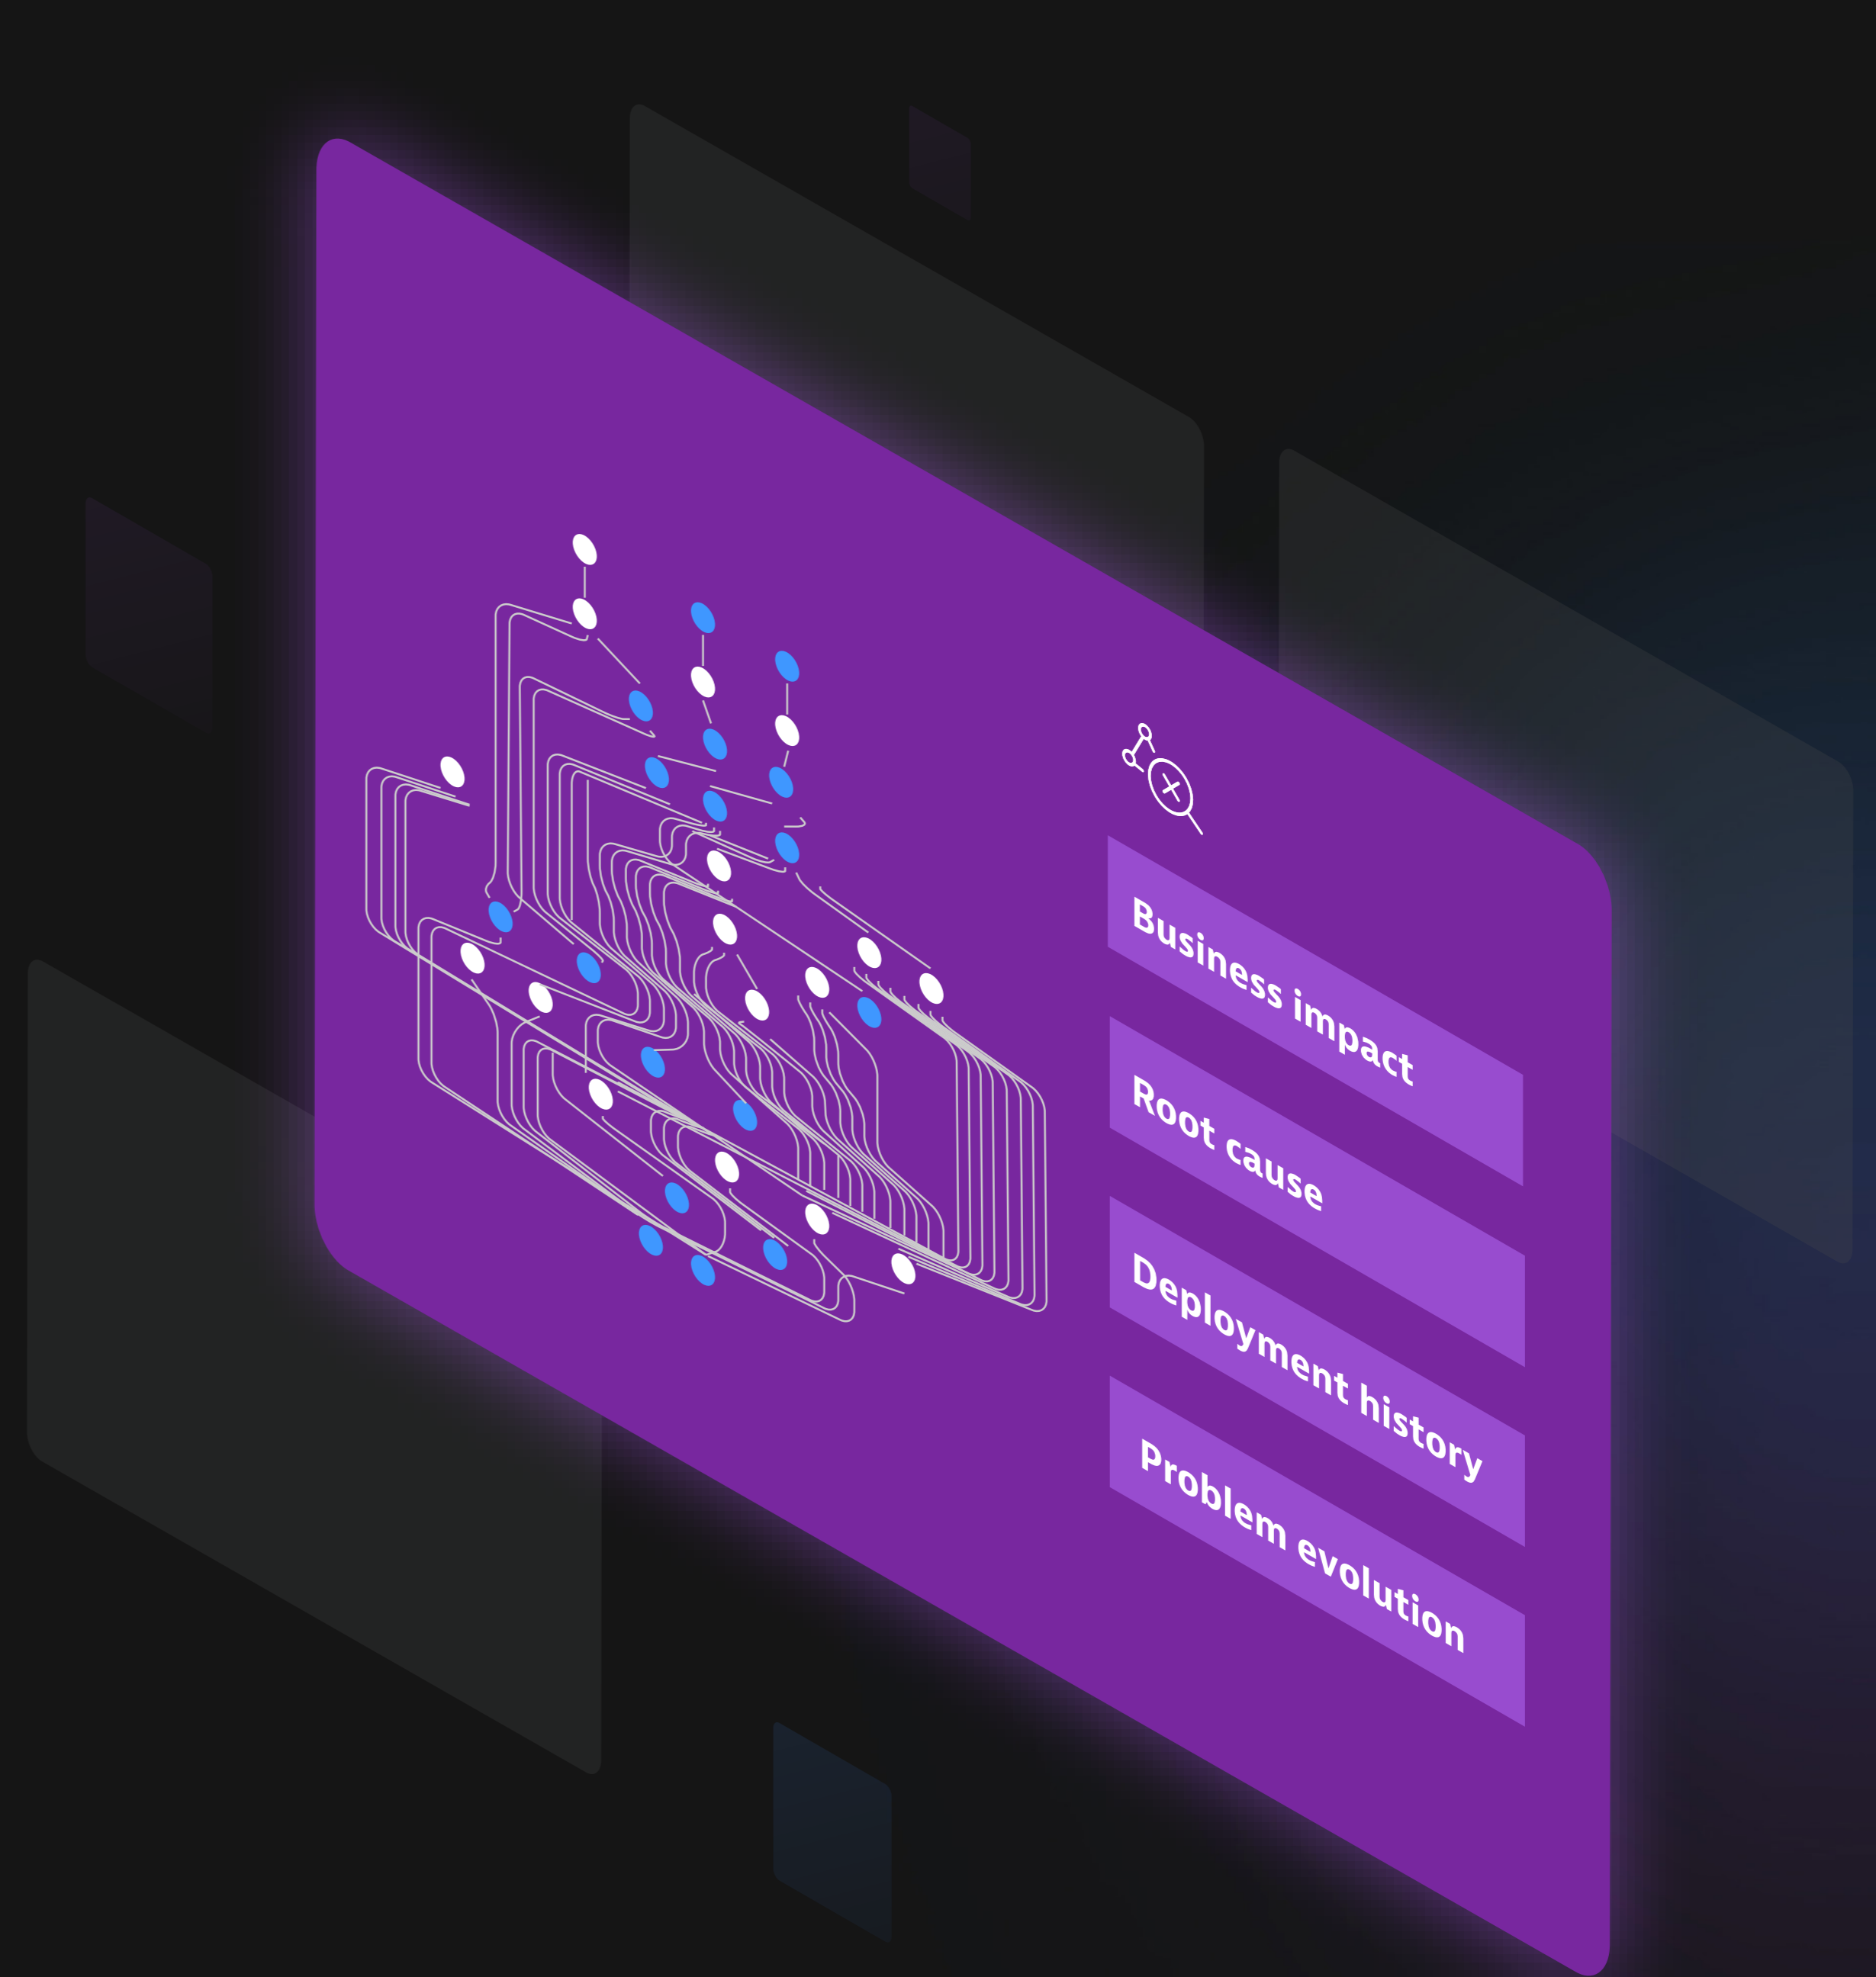 Business impact
Root cause
Deployment history
Problem evolution